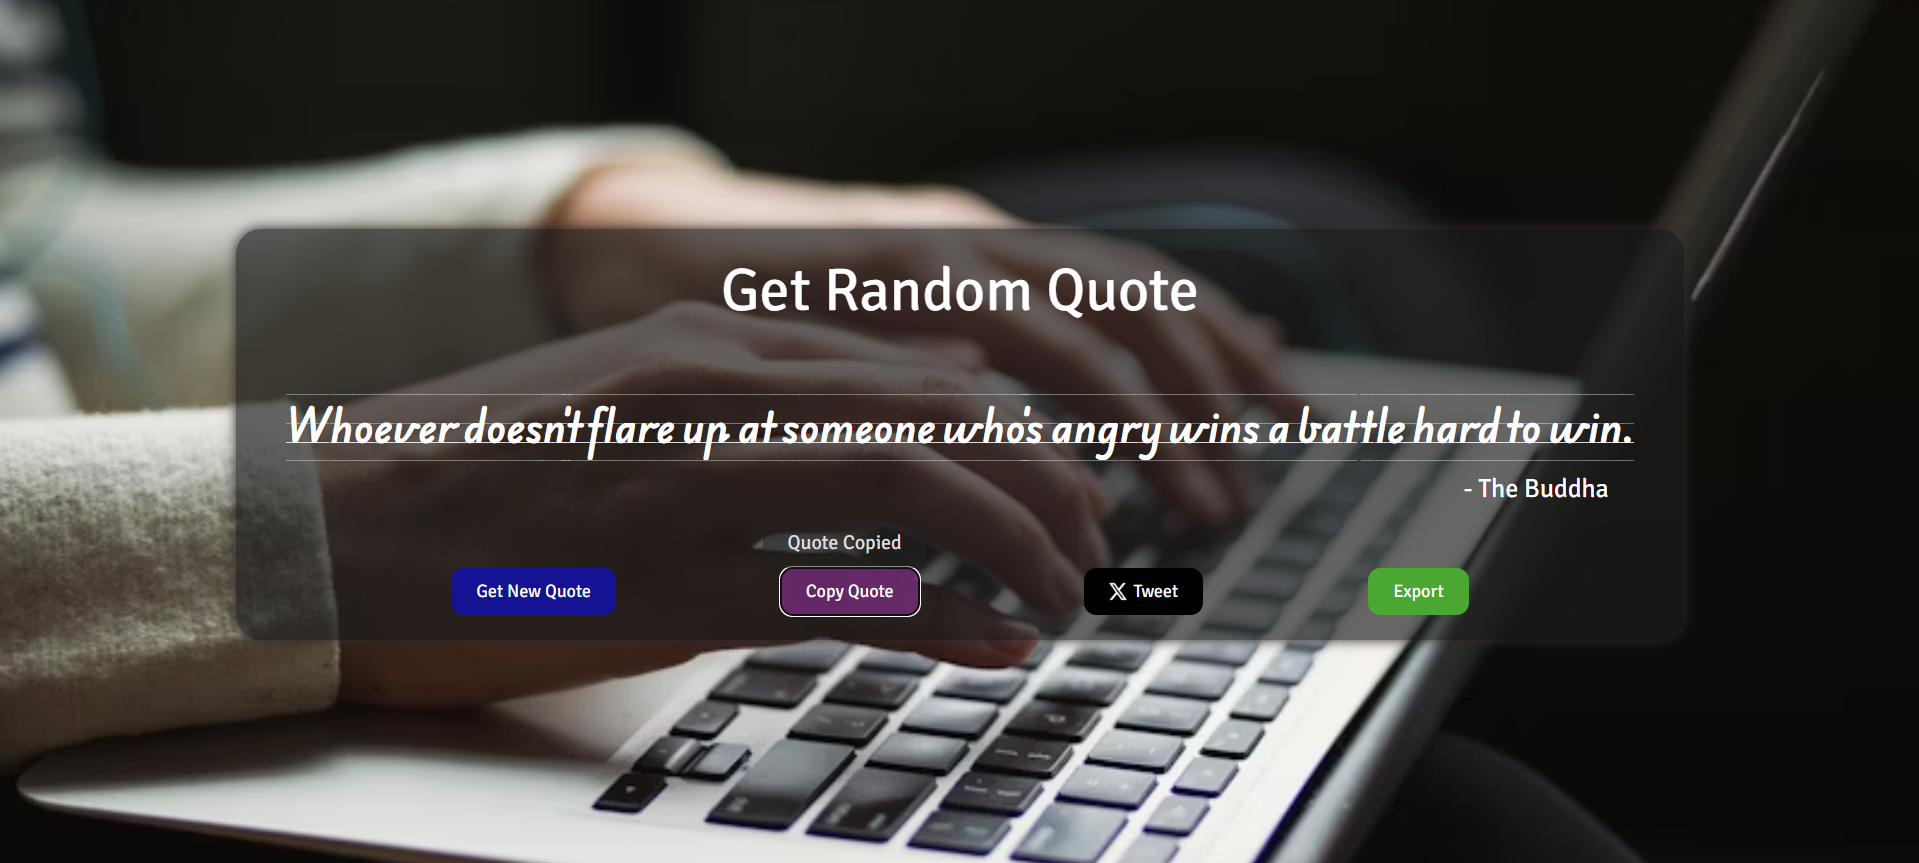 Get Random Quote
Whoever doesn't flare up at someone who's angry wins a battle hard to win.
- The Buddha
Quote Copied
Get New Quote
Copy Quote
Tweet
Export